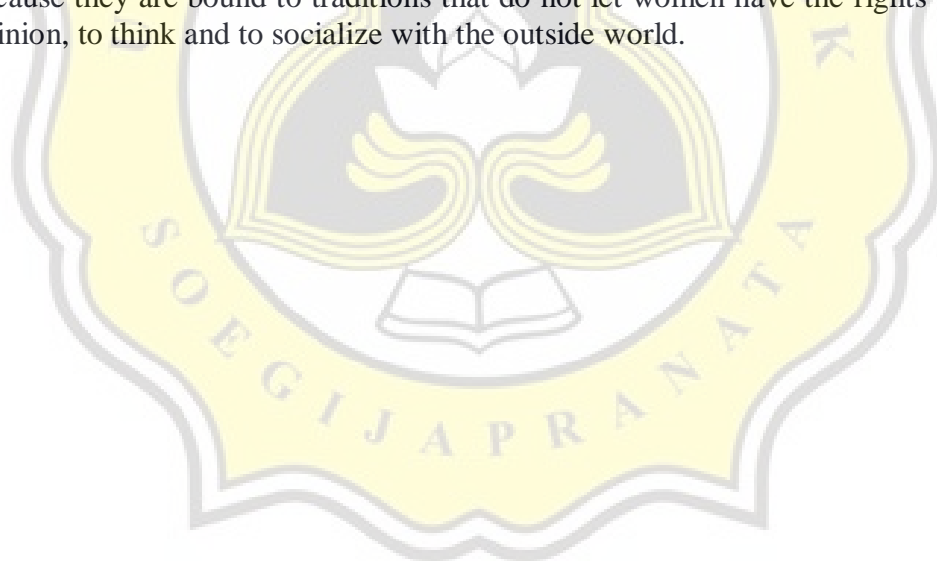 cause they are bound to traditions that do not let women have the rights
inion, to think and to socialize with the outside world.
K
SOEGIJAPRANATA